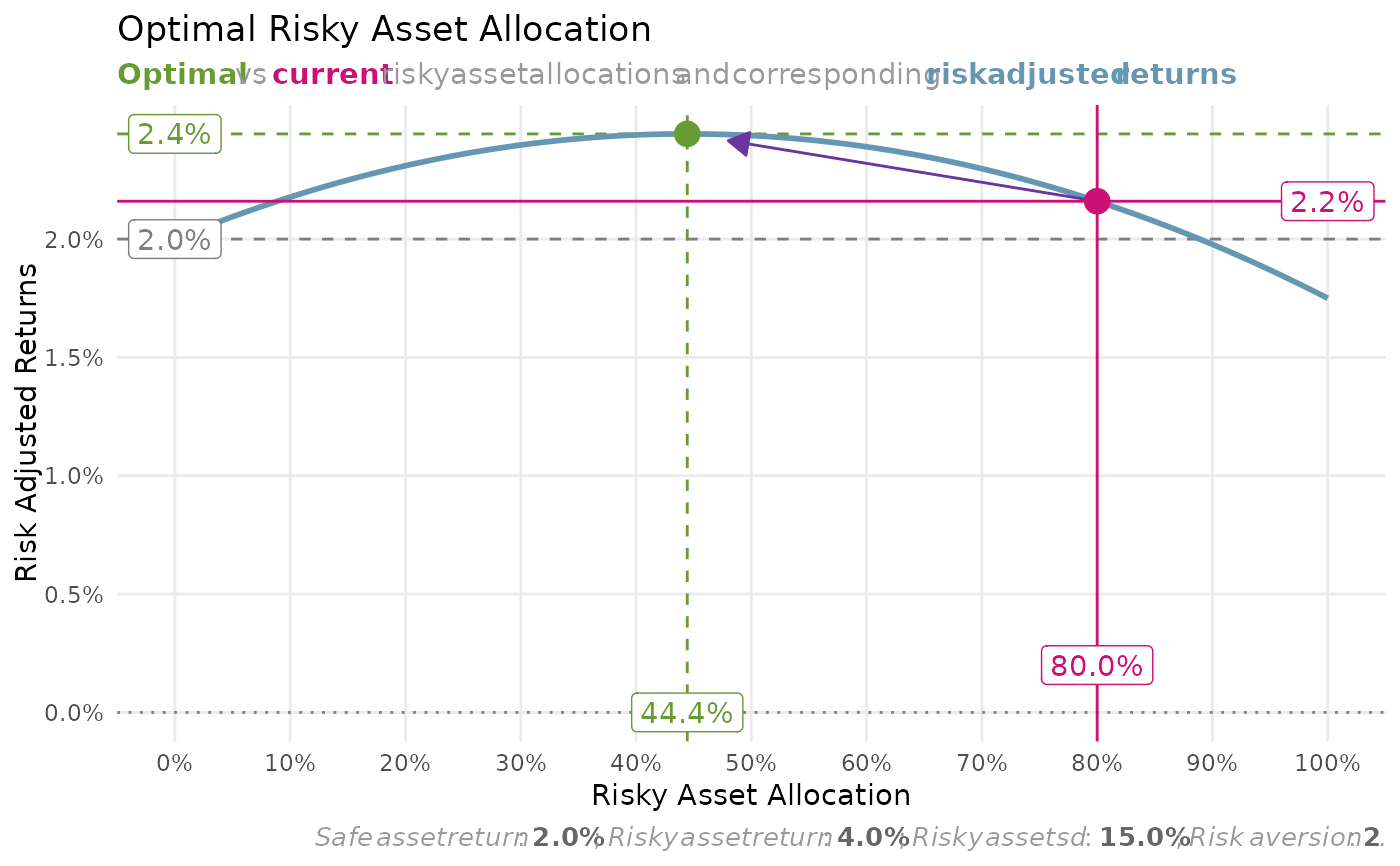 Optimal Risky Asset Allocation
Optimal vs current risky asset allocations and corresponding risk adjusted returns
2.4%
2.2%
2.0%
2.0%
1.5%
1.0%
0.5%
0.0%
Risk Adjusted Returns
80.0%
44.4%
0% 10% 20% 30% 40% 50% 60% 70% 80% 90% 100%
Risky Asset Allocation
Safe asset return: 2.0%, Risky asset return: 4.0%, Risky asset sd: 15.0%, Risk aversion: 2.